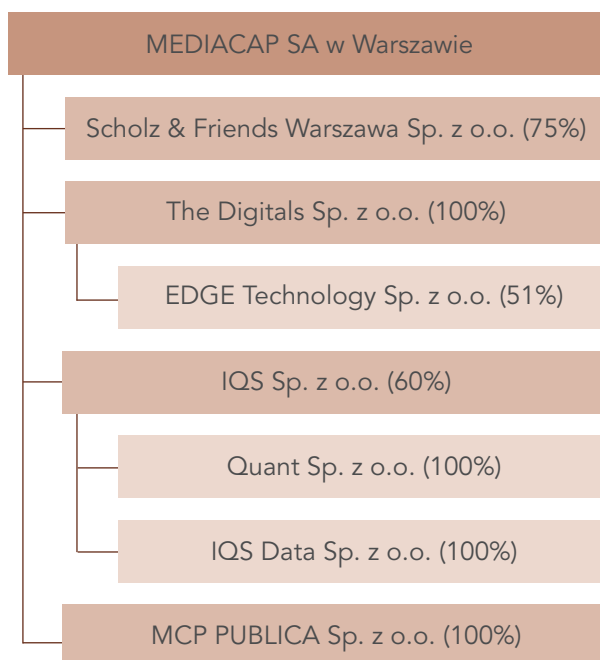 MEDIACAP SA w Warszawie
Scholz & Friends Warszawa Sp. z o.o. (75%)
The Digitals Sp. z o.o. (100%)
EDGE Technology Sp. z o.o. (51%)
IQS Sp. z o.o. (60%)
Quant Sp. z o.o. (100%)
IQS Data Sp. z o.o. (100%)
MCP PUBLICA Sp. z o.o. (100%)